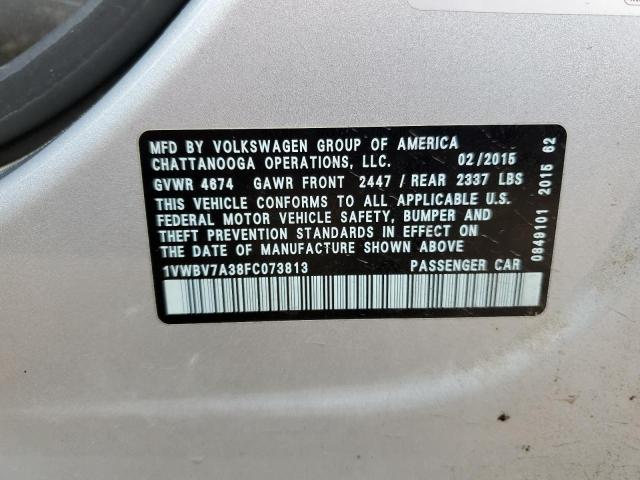 MFD BY VOLKSWAGEN GROUP OF AMERICA
CHATTANOOGA OPERATIONS, LLC. 02/2015
GVWR 4674 GAWR FRONT 2447 / REAR 2337 LBS
THIS VEHICLE CONFORMS TO ALL APPLICABLE U.S.
FEDERAL MOTOR VEHICLE SAFETY, BUMPER AND
THEFT PREVENTION STANDARDS IN EFFECT ON
THE DATE OF MANUFACTURE SHOWN ABOVE
1VWBV7A38FC073813 PASSENGER CAR
0849101 2015 62